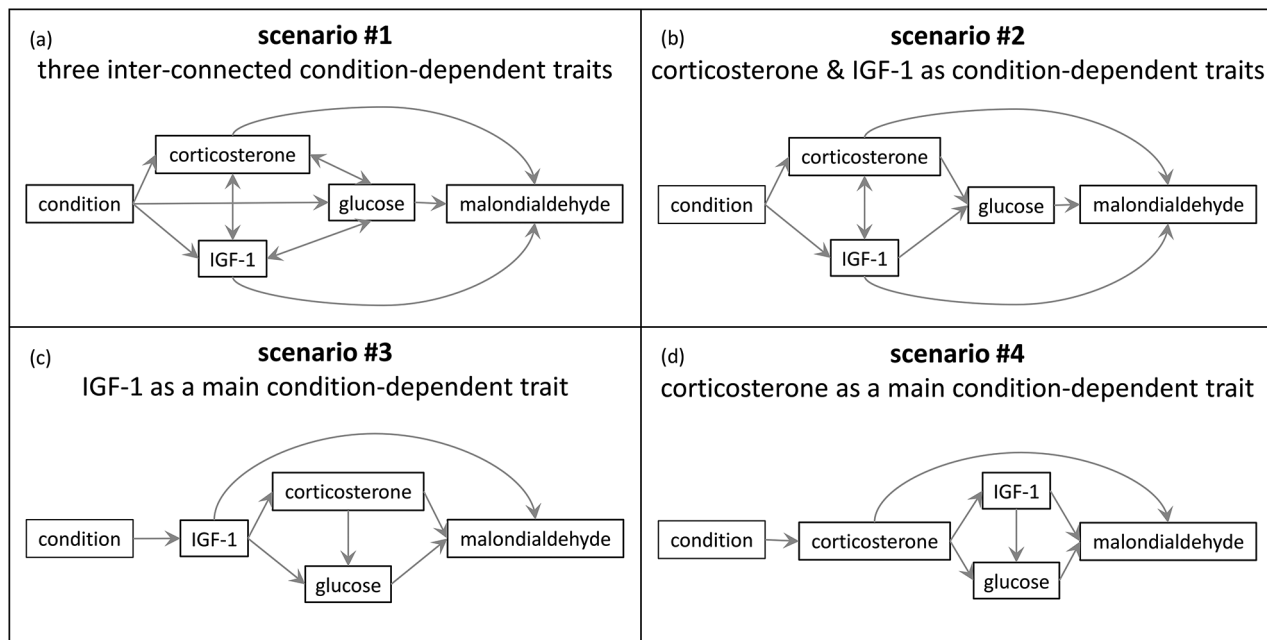 (a)
scenario #1
three inter-connected condition-dependent traits
corticosterone
condition
glucose
malondialdehyde
IGF-1
(b)
scenario #2
corticosterone & IGF-1 as condition-dependent traits
corticosterone
condition
glucose
malondialdehyde
IGF-1
(c)
scenario #3
IGF-1 as a main condition-dependent trait
corticosterone
condition
IGF-1
malondialdehyde
glucose
(d)
scenario #4
corticosterone as a main condition-dependent trait
IGF-1
condition
corticosterone
malondialdehyde
glucose